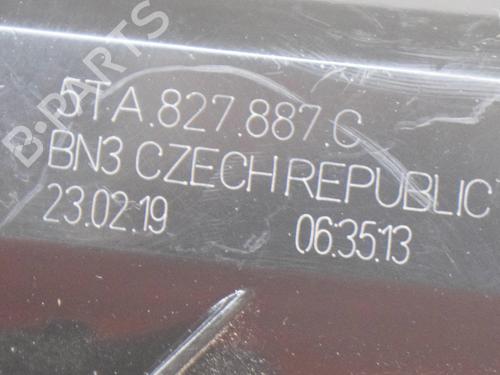 B-PARTS
5TA.827.887.C
BN3 CZECH REPUBLIC
23.02.19 06:35:13